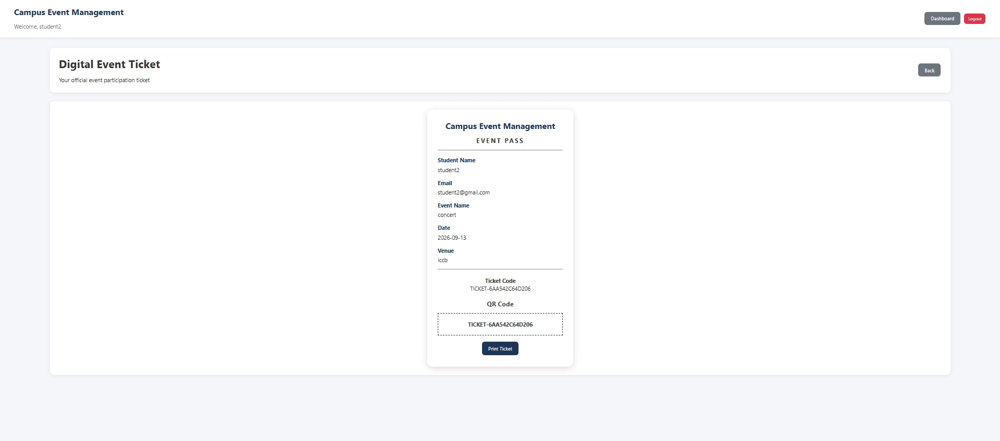 Campus Event Management
Welcome, student2
Dashboard
Logout
Digital Event Ticket
Your official event participation ticket
Back
Campus Event Management
EVENT PASS
Student Name
student2
Email
student2@gmail.com
Event Name
concert
Date
2026-09-13
Venue
iccb
Ticket Code
TICKET-6AA542C64D206
QR Code
TICKET-6AA542C64D206
Print Ticket